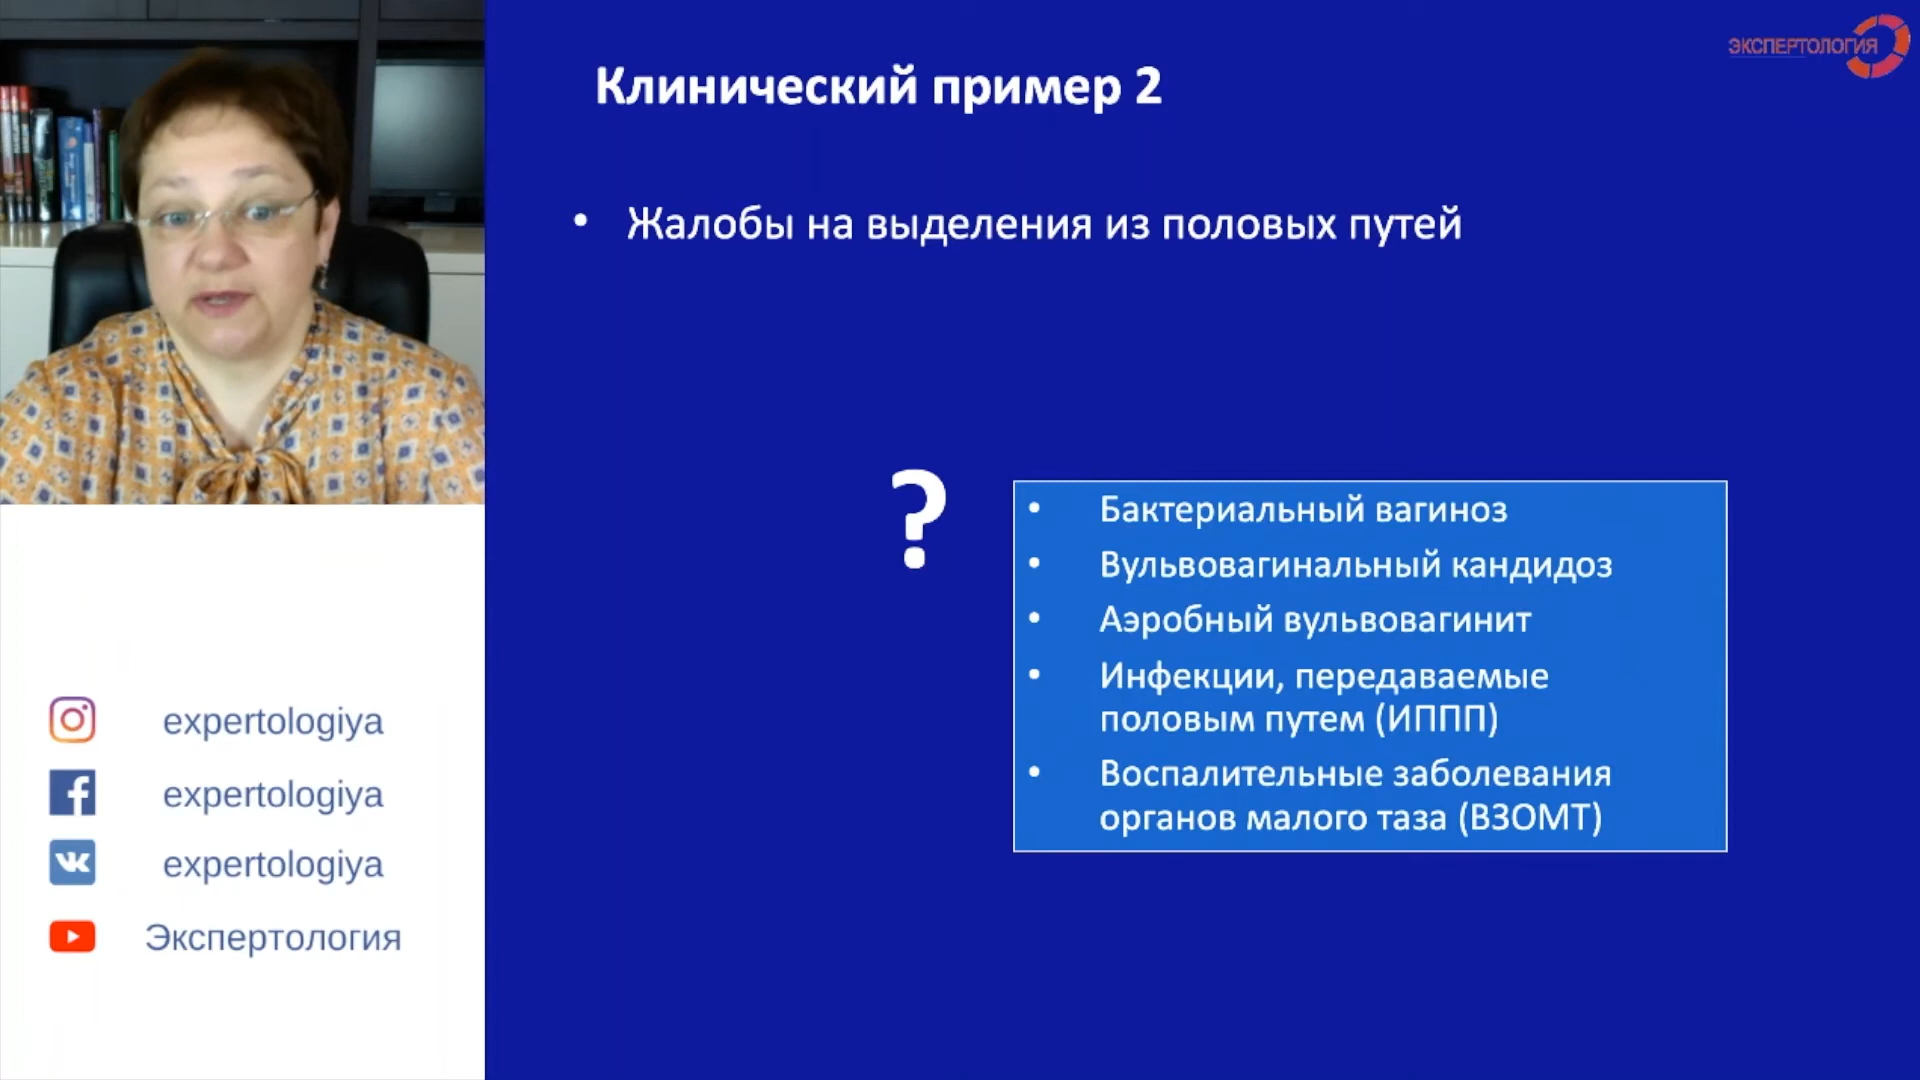 ЭКСПЕРТОЛОГИЯ
Клинический пример 2
• Жалобы на выделения из половых путей
?
• Бактериальный вагиноз
• Вульвовагинальный кандидоз
• Аэробный вульвовагинит
• Инфекции, передаваемые
половым путем (ИППП)
• Воспалительные заболевания
органов малого таза (ВЗОМТ)
expertologiya
expertologiya
expertologiya
Экспертология